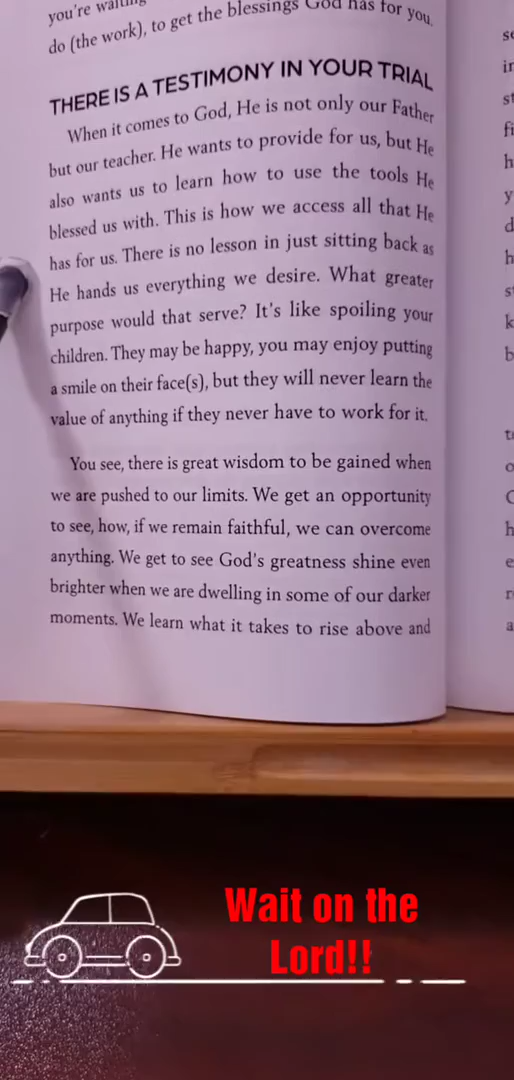 you're waiting
do (the work), to get the blessings God has for you.
THERE IS A TESTIMONY IN YOUR TRIAL
When it comes to God, He is not only our Father
but our teacher. He wants to provide for us, but He
also wants us to learn how to use the tools He
blessed us with. This is how we access all that He
has for us. There is no lesson in just sitting back as
He hands us everything we desire. What greater
purpose would that serve? It's like spoiling your
children. They may be happy, you may enjoy putting
a smile on their face(s), but they will never learn the
value of anything if they never have to work for it.
You see, there is great wisdom to be gained when
we are pushed to our limits. We get an opportunity
to see, how, if we remain faithful, we can overcome
anything. We get to see God's greatness shine even
brighter when we are dwelling in some of our darker
moments. We learn what it takes to rise above and
Wait on the
Lord!!